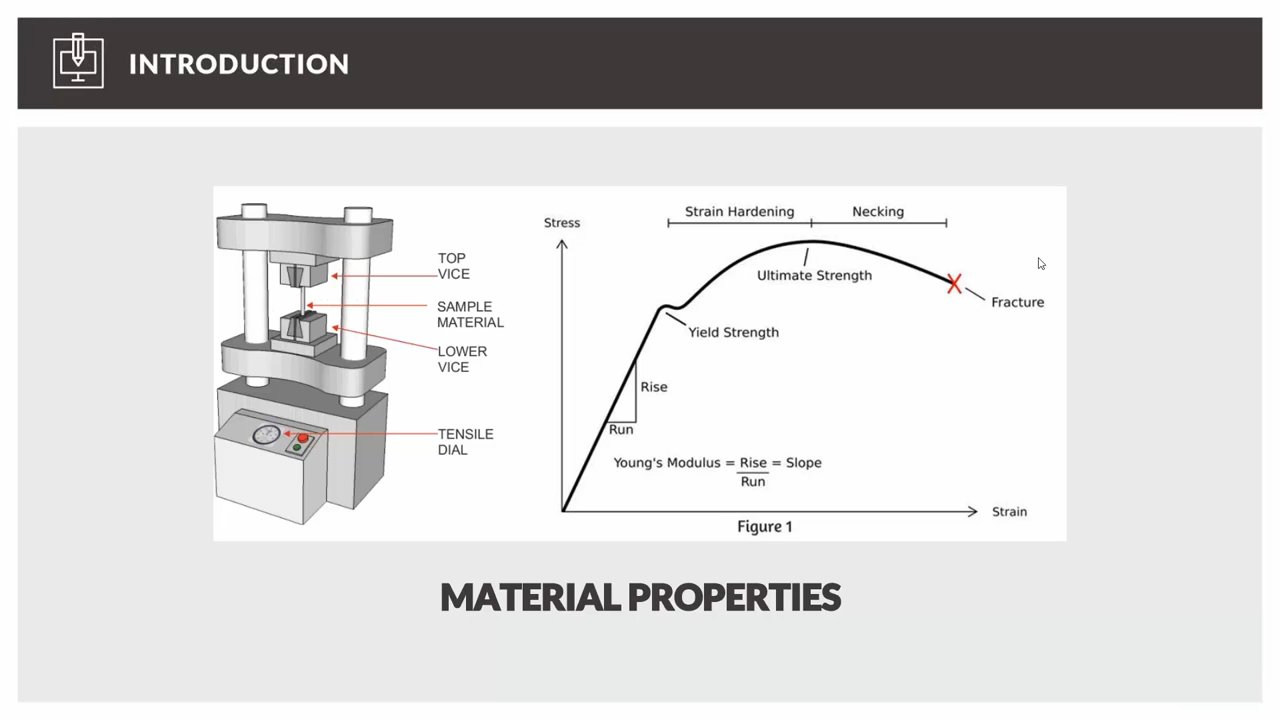 INTRODUCTION
TOP
VICE
SAMPLE
MATERIAL
LOWER
VICE
TENSILE
DIAL
Stress
Strain Hardening
Necking
Ultimate Strength
Fracture
Yield Strength
Rise
Run
Young's Modulus = Rise = Slope
Run
Strain
Figure 1
MATERIAL PROPERTIES